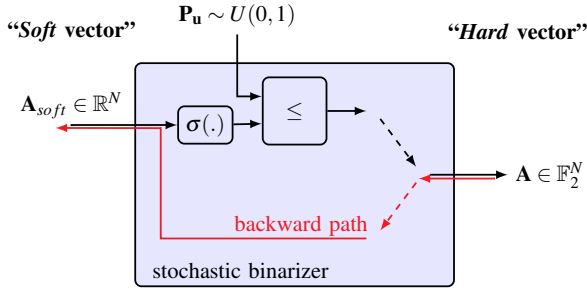 "Soft vector"
P_u ∼ U(0,1)
"Hard vector"
A_soft ∈ ℝ^N
σ(.)
≤
A ∈ 𝔽_2^N
backward path
stochastic binarizer